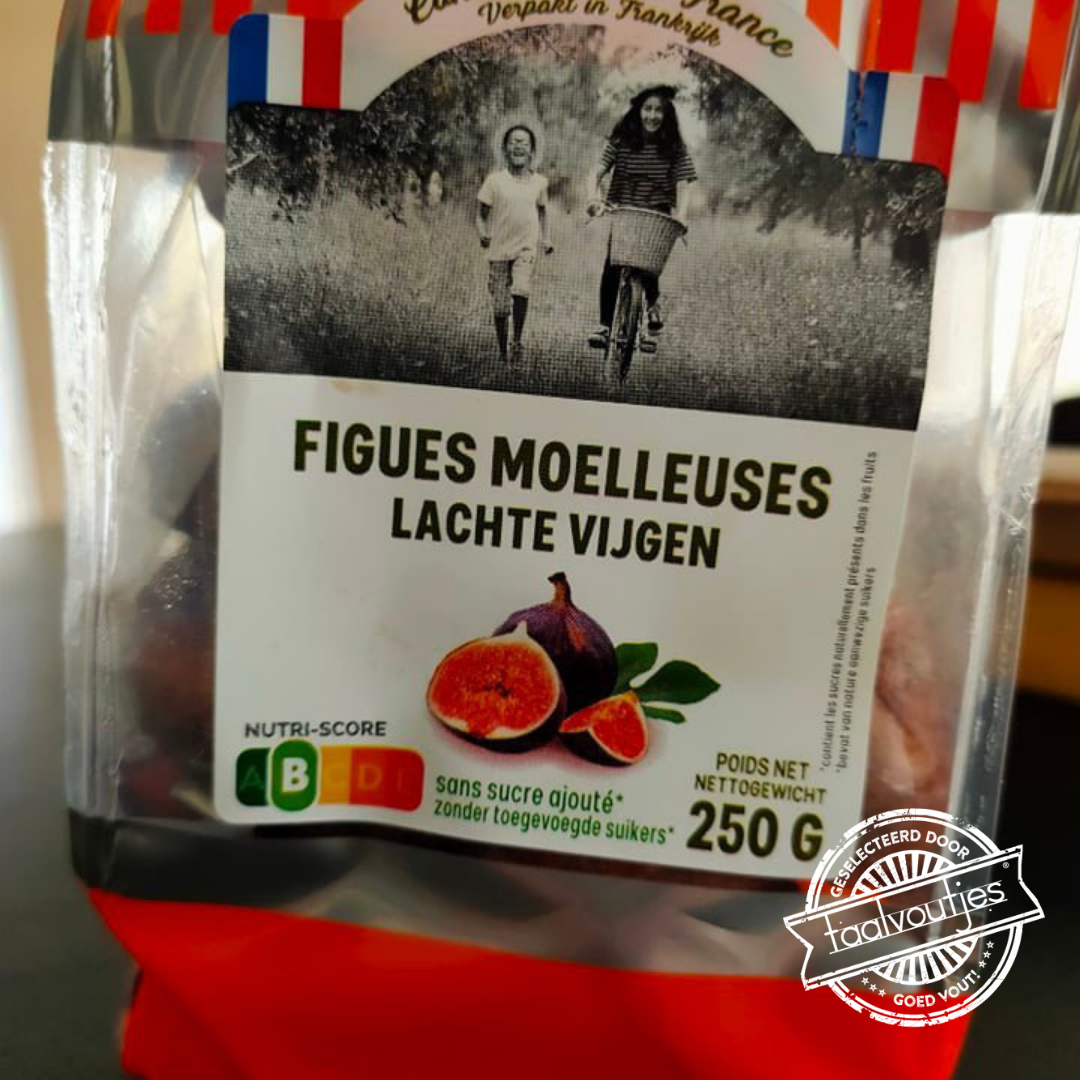 France
Verpakt in Frankrijk
FIGUES MOELLEUSES
LACHTE VIJGEN
*contient les sucres naturellement présents dans les fruits
*bevat van nature aanwezige suikers
NUTRI-SCORE
A B C D
sans sucre ajouté*
zonder toegevoegde suikers*
POIDS NET
NETTOGEWICHT
250 G
GESELECTEERD DOOR
taalvoutjes®
GOED VOUT!